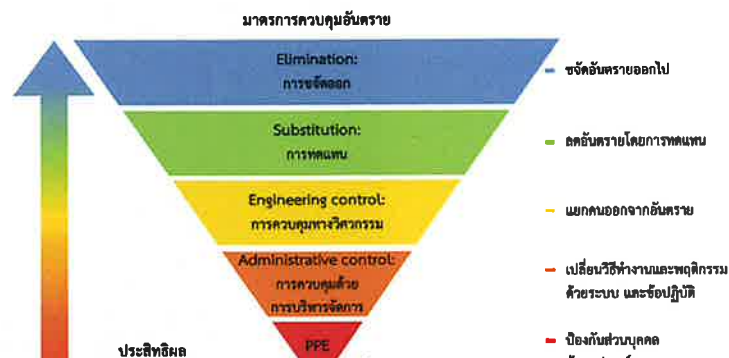 มาตรการควบคุมอันตราย
Elimination:
การขจัดออก
ขจัดอันตรายออกไป
Substitution:
การทดแทน
ลดอันตรายโดยการทดแทน
Engineering control:
การควบคุมทางวิศวกรรม
แยกคนออกจากอันตราย
Administrative control:
การควบคุมด้วย
การบริหารจัดการ
เปลี่ยนวิธีทำงานและพฤติกรรม
ด้วยระบบ และข้อปฏิบัติ
PPE
ป้องกันส่วนบุคคล
ประสิทธิผล